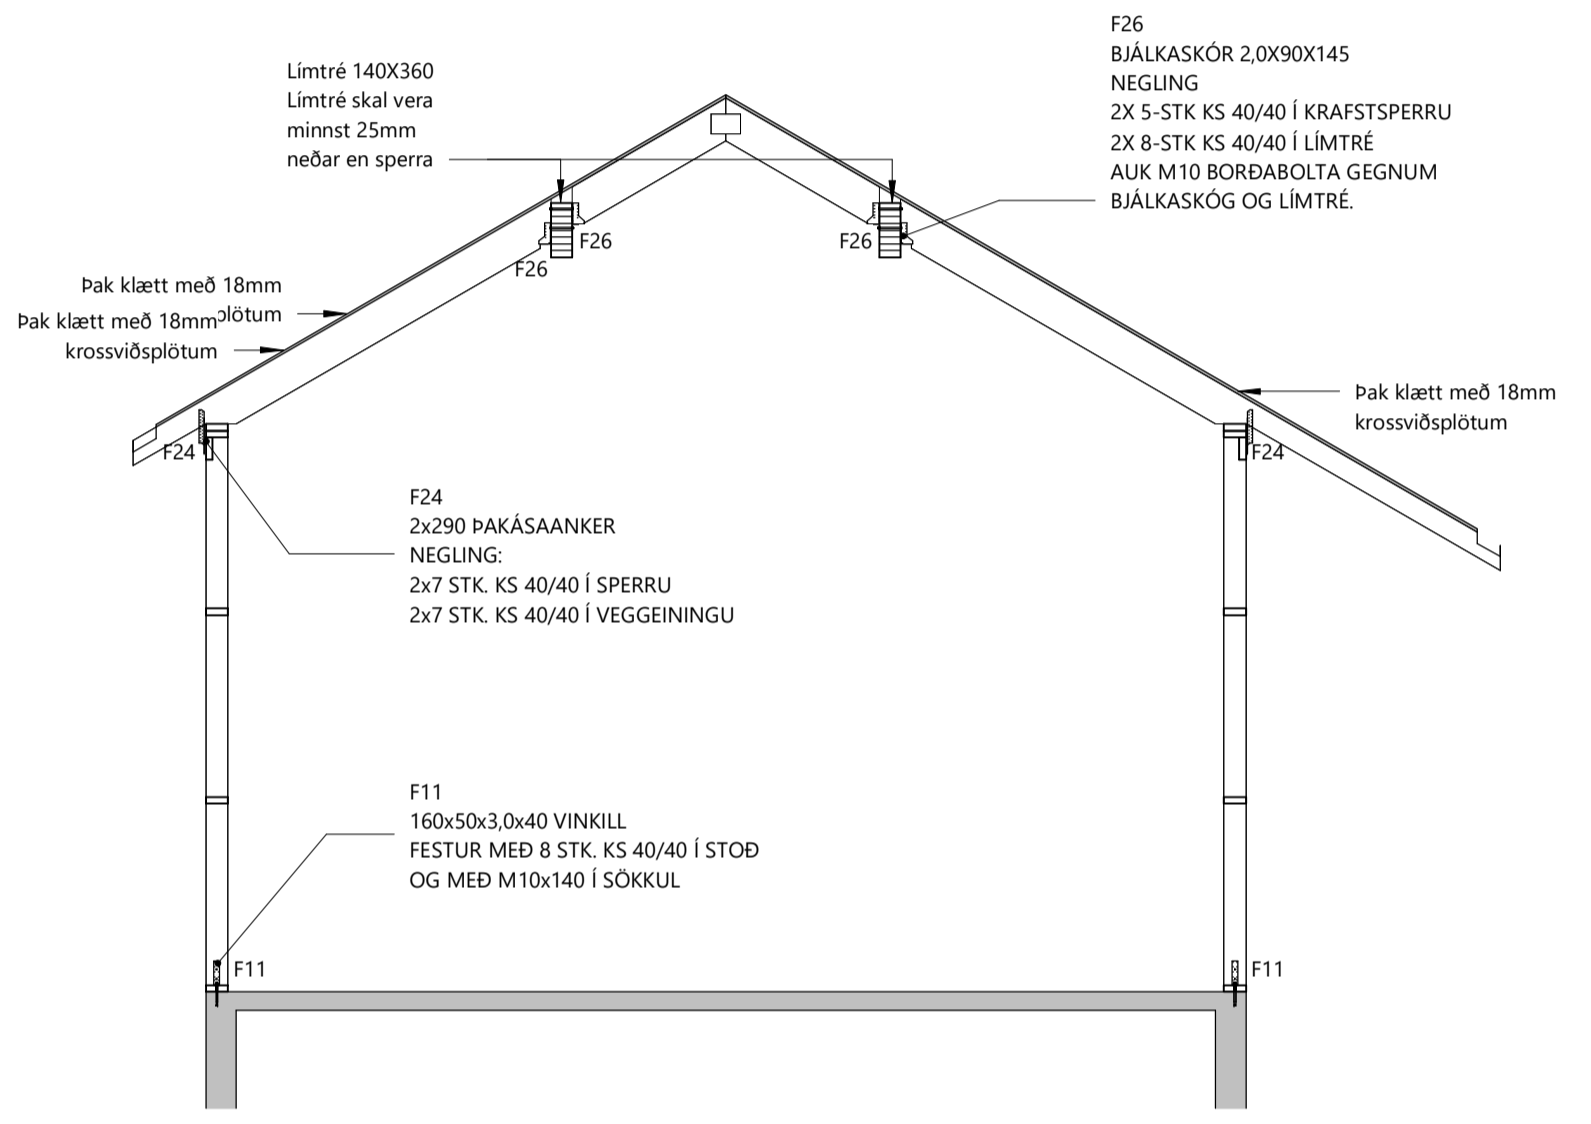 F26
BJÁLKASKÓR 2,0X90X145
NEGLING
2X 5-STK KS 40/40 Í KRAFSTSPERRU
2X 8-STK KS 40/40 Í LÍMTRÉ
AUK M10 BORÐABOLTA GEGNUM
BJÁLKASKÓG OG LÍMTRÉ.
Límtré 140X360
Límtré skal vera
minnst 25mm
neðar en sperra
F26
F26
F26
Þak klætt með 18mm
Þak klætt með 18mm
krossviðsplötum
Þak klætt með 18mm
krossviðsplötum
F24
F24
F24
2x290 ÞAKÁSAANKER
NEGLING:
2x7 STK. KS 40/40 Í SPERRU
2x7 STK. KS 40/40 Í VEGGEININGU
F11
160x50x3,0x40 VINKILL
FESTUR MEÐ 8 STK. KS 40/40 Í STOÐ
OG MEÐ M10x140 Í SÖKKUL
F11
F11